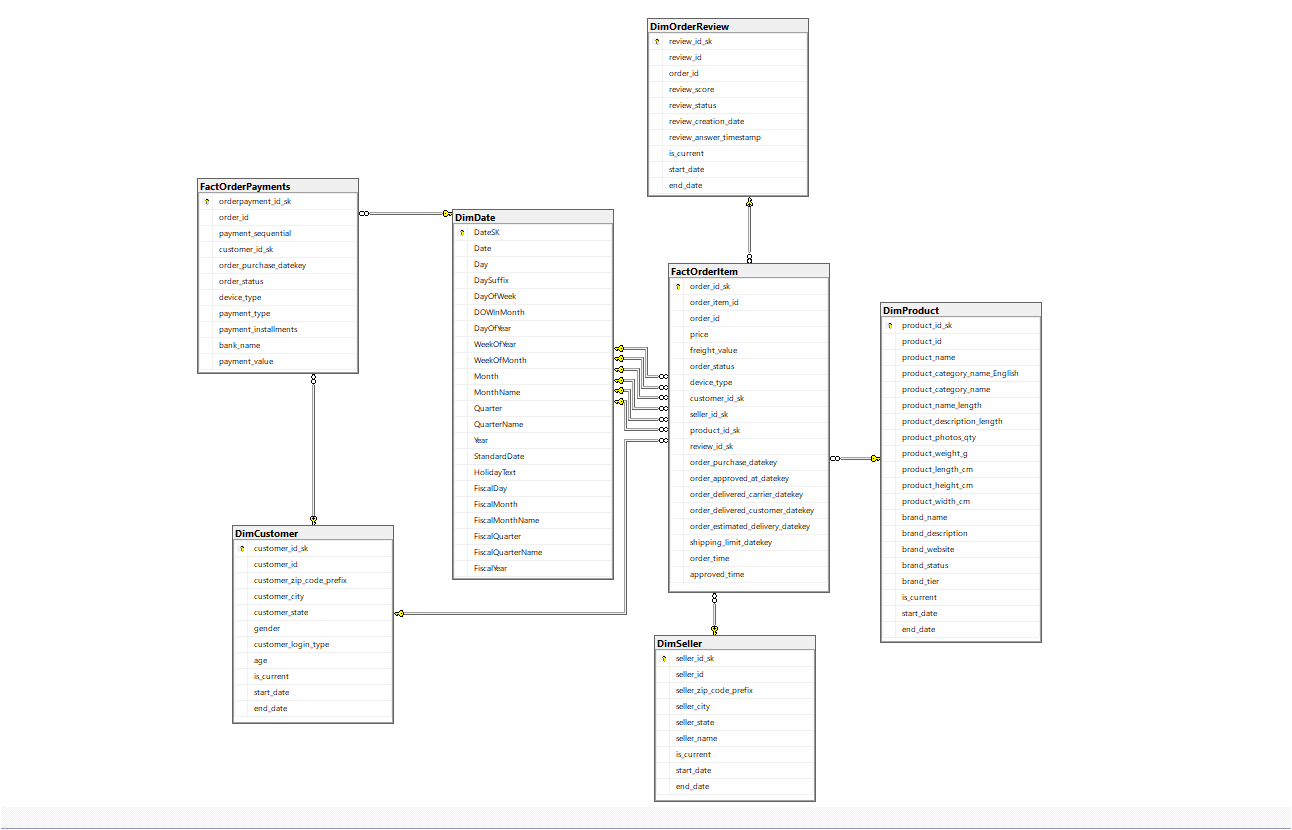 DimOrderReview
review_id_sk
review_id
order_id
review_score
review_status
review_creation_date
review_answer_timestamp
is_current
start_date
end_date
FactOrderPayments
orderpayment_id_sk
order_id
payment_sequential
customer_id_sk
order_purchase_datekey
order_status
device_type
payment_type
payment_installments
bank_name
payment_value
DimDate
DateSK
Date
Day
DaySuffix
DayOfWeek
DOWInMonth
DayOfYear
WeekOfYear
WeekOfMonth
Month
MonthName
Quarter
QuarterName
Year
StandardDate
HolidayText
FiscalDay
FiscalMonth
FiscalMonthName
FiscalQuarter
FiscalQuarterName
FiscalYear
FactOrderItem
order_id_sk
order_item_id
order_id
price
freight_value
order_status
device_type
customer_id_sk
seller_id_sk
product_id_sk
review_id_sk
order_purchase_datekey
order_approved_at_datekey
order_delivered_carrier_datekey
order_delivered_customer_datekey
order_estimated_delivery_datekey
shipping_limit_datekey
order_time
approved_time
DimProduct
product_id_sk
product_id
product_name
product_category_name_English
product_category_name
product_name_length
product_description_length
product_photos_qty
product_weight_g
product_length_cm
product_height_cm
product_width_cm
brand_name
brand_description
brand_website
brand_status
brand_tier
is_current
start_date
end_date
DimCustomer
customer_id_sk
customer_id
customer_zip_code_prefix
customer_city
customer_state
gender
customer_login_type
age
is_current
start_date
end_date
DimSeller
seller_id_sk
seller_id
seller_zip_code_prefix
seller_city
seller_state
seller_name
is_current
start_date
end_date